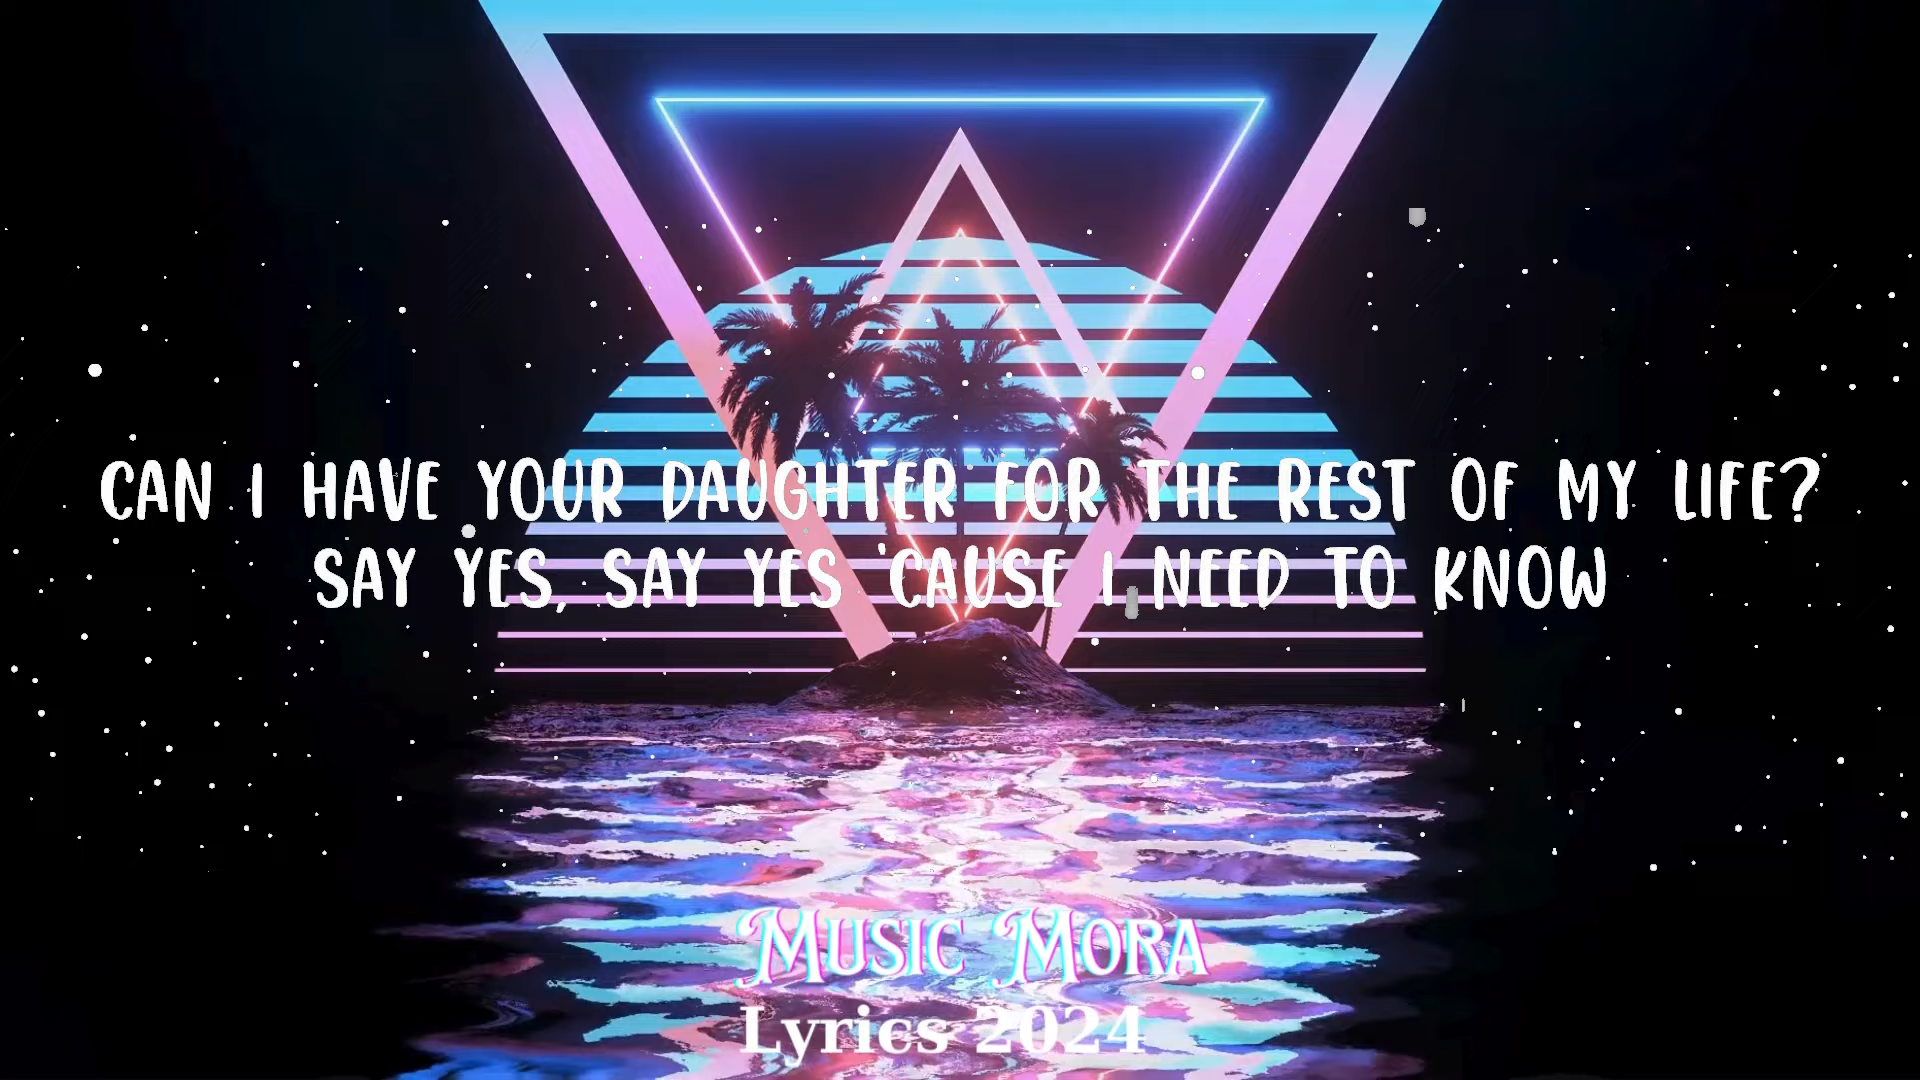 CAN I HAVE YOUR DAUGHTER FOR THE REST OF MY LIFE?
SAY YES, SAY YES 'CAUSE I NEED TO KNOW
MUSIC MORA
Lyrics 2024